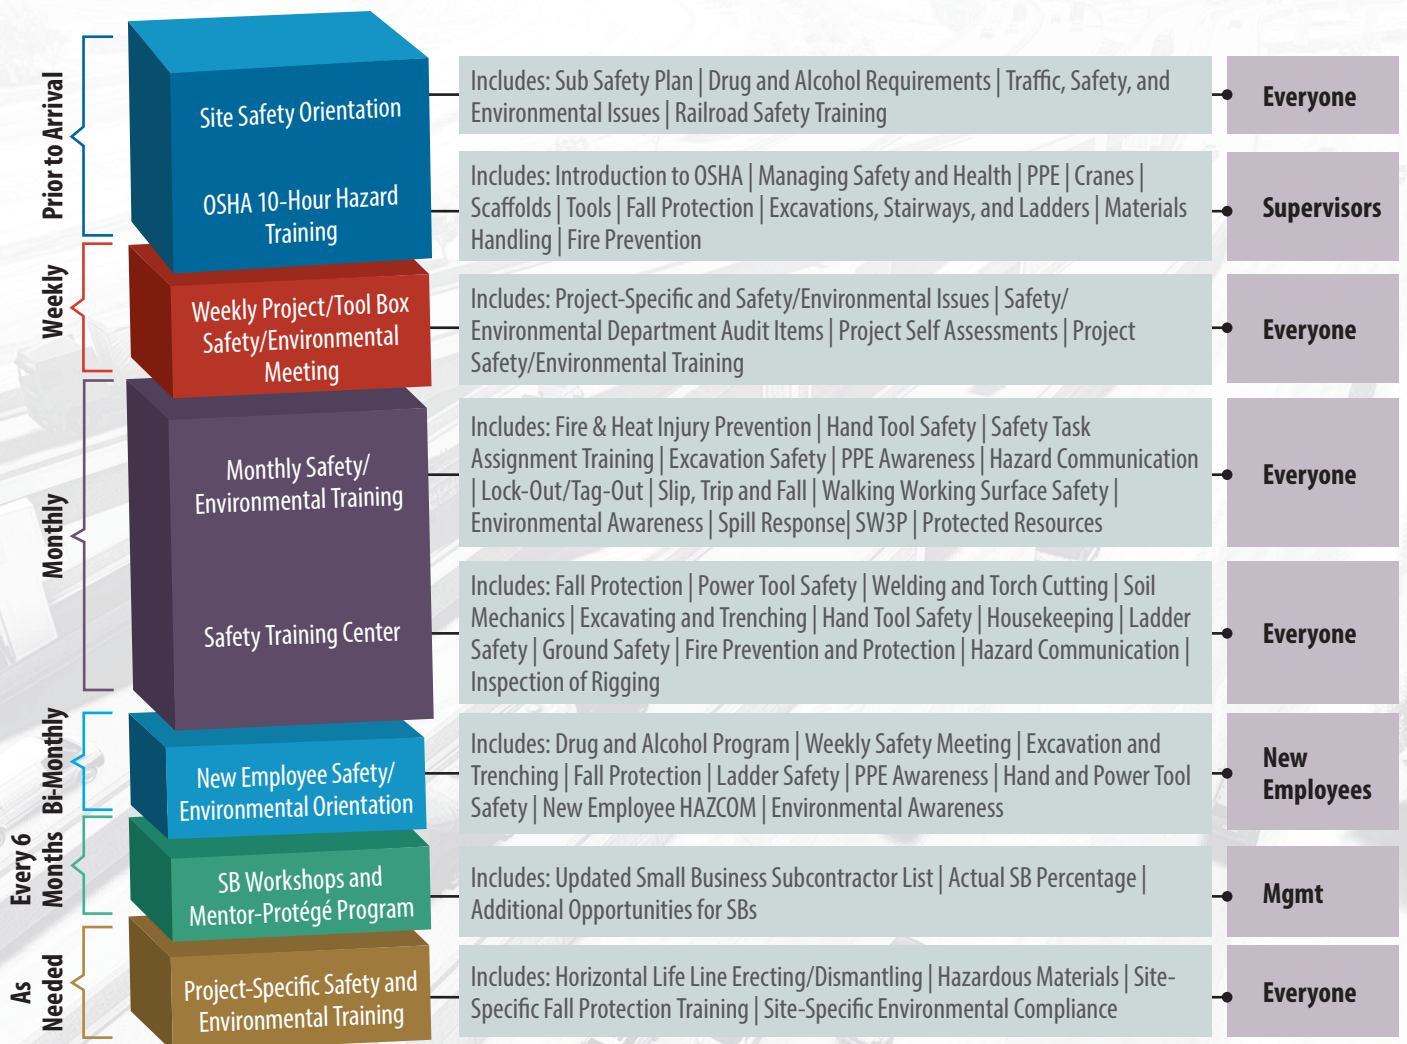 Prior to Arrival
Site Safety Orientation
Includes: Sub Safety Plan | Drug and Alcohol Requirements | Traffic, Safety, and
Environmental Issues | Railroad Safety Training
Everyone
OSHA 10-Hour Hazard
Training
Includes: Introduction to OSHA | Managing Safety and Health | PPE | Cranes |
Scaffolds | Tools | Fall Protection | Excavations, Stairways, and Ladders | Materials
Handling | Fire Prevention
Supervisors
Weekly
Weekly Project/Tool Box
Safety/Environmental
Meeting
Includes: Project-Specific and Safety/Environmental Issues | Safety/
Environmental Department Audit Items | Project Self Assessments | Project
Safety/Environmental Training
Everyone
Monthly
Monthly Safety/
Environmental Training
Includes: Fire & Heat Injury Prevention | Hand Tool Safety | Safety Task
Assignment Training | Excavation Safety | PPE Awareness | Hazard Communication
| Lock-Out/Tag-Out | Slip, Trip and Fall | Walking Working Surface Safety |
Environmental Awareness | Spill Response| SW3P | Protected Resources
Everyone
Safety Training Center
Includes: Fall Protection | Power Tool Safety | Welding and Torch Cutting | Soil
Mechanics | Excavating and Trenching | Hand Tool Safety | Housekeeping | Ladder
Safety | Ground Safety | Fire Prevention and Protection | Hazard Communication |
Inspection of Rigging
Everyone
Bi-Monthly
New Employee Safety/
Environmental Orientation
Includes: Drug and Alcohol Program | Weekly Safety Meeting | Excavation and
Trenching | Fall Protection | Ladder Safety | PPE Awareness | Hand and Power Tool
Safety | New Employee HAZCOM | Environmental Awareness
New
Employees
Every 6
Months
SB Workshops and
Mentor-Protégé Program
Includes: Updated Small Business Subcontractor List | Actual SB Percentage |
Additional Opportunities for SBs
Mgmt
As
Needed
Project-Specific Safety and
Environmental Training
Includes: Horizontal Life Line Erecting/Dismantling | Hazardous Materials | Site-
Specific Fall Protection Training | Site-Specific Environmental Compliance
Everyone